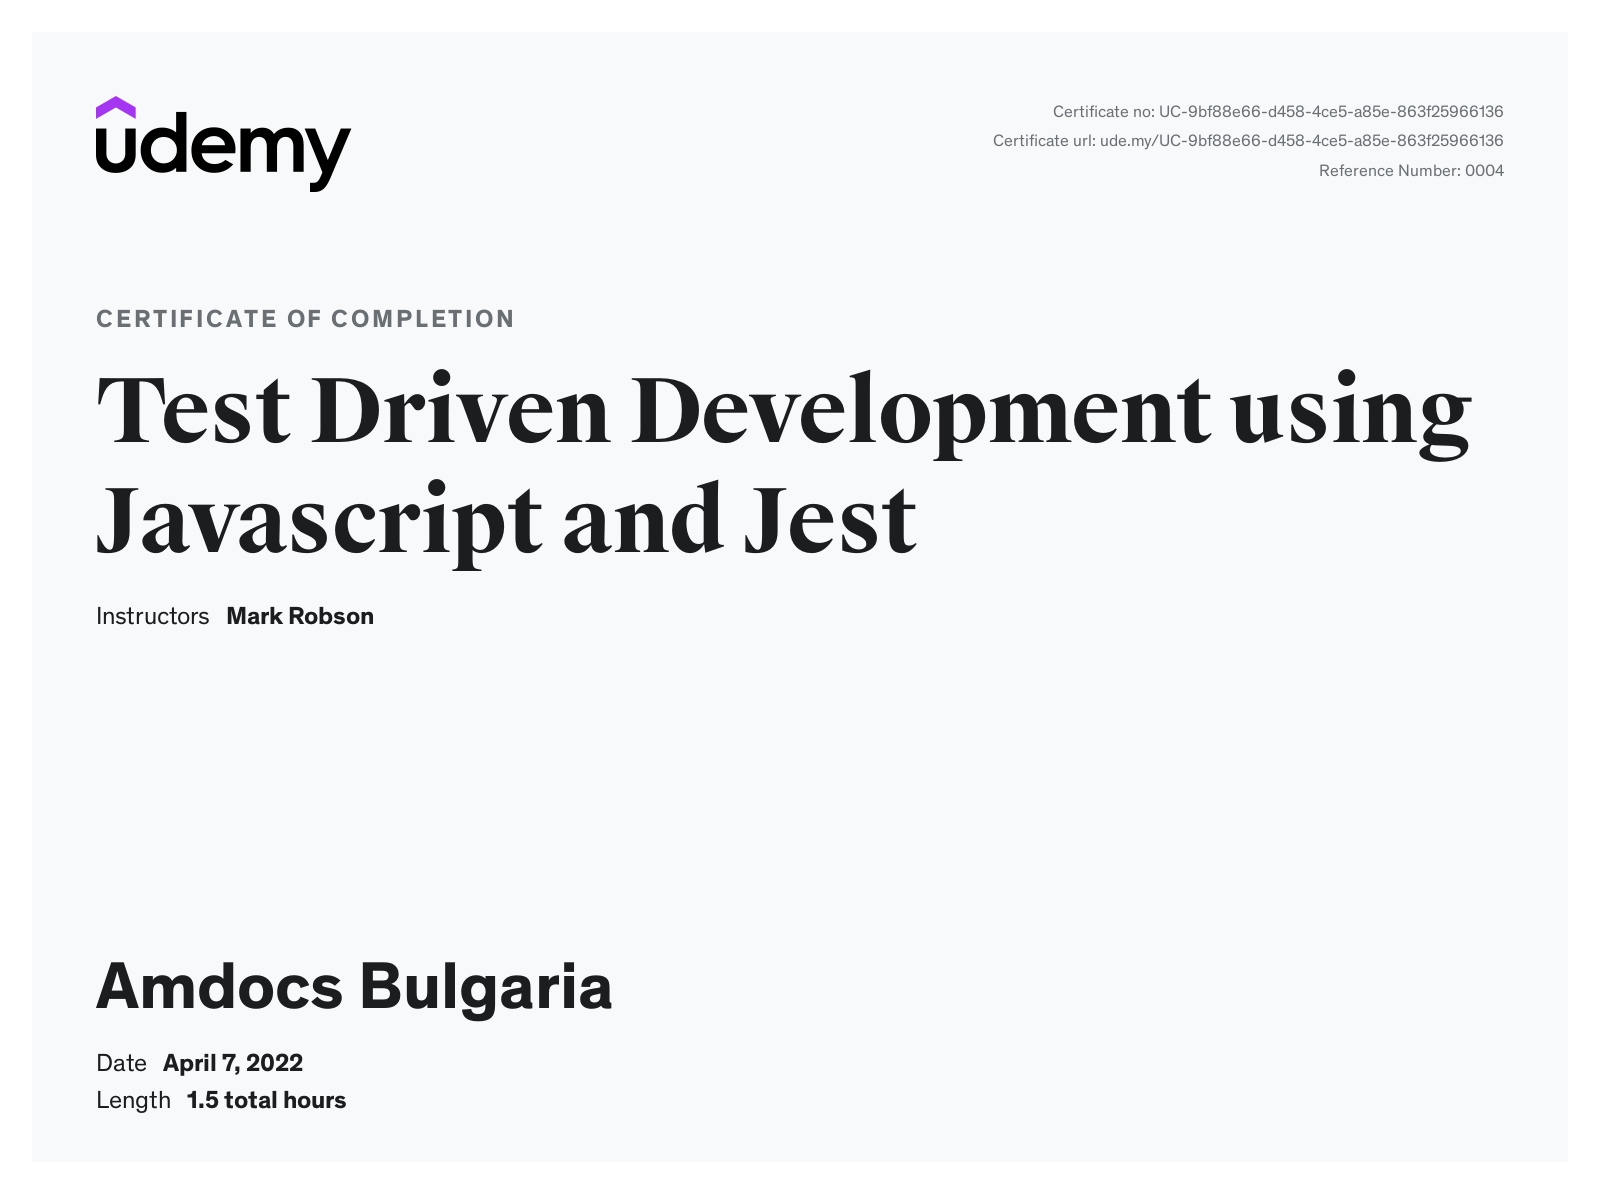 udemy
Certificate no: UC-9bf88e66-d458-4ce5-a85e-863f25966136
Certificate url: ude.my/UC-9bf88e66-d458-4ce5-a85e-863f25966136
Reference Number: 0004
CERTIFICATE OF COMPLETION
Test Driven Development using
Javascript and Jest
Instructors Mark Robson
Amdocs Bulgaria
Date April 7, 2022
Length 1.5 total hours